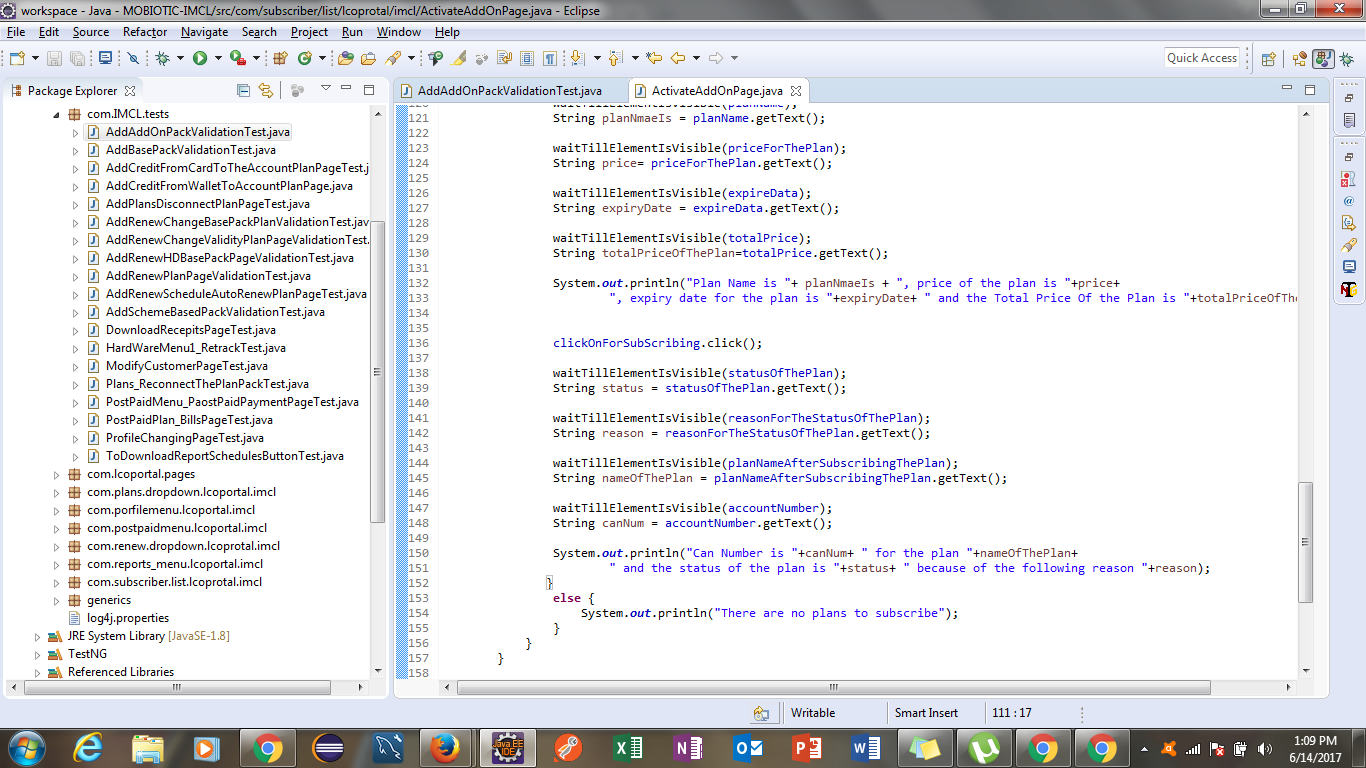 workspace - Java - MOBIOTIC-IMCL/src/com/subscriber/list/lcoprotal/imcl/ActivateAddOnPage.java - Eclipse
File Edit Source Refactor Navigate Search Project Run Window Help
Quick Access
Package Explorer
AddAddOnPackValidationTest.java
ActivateAddOnPage.java
com.IMCL.tests
AddAddOnPackValidationTest.java
AddBasePackValidationTest.java
AddCreditFromCardToTheAccountPlanPageTest.j
AddCreditFromWalletToAccountPlanPage.java
AddPlansDisconnectPlanPageTest.java
AddRenewChangeBasePackPlanValidationTest.jav
AddRenewChangeValidityPlanPageValidationTest.
AddRenewHDBasePackPageValidationTest.java
AddRenewPlanPageValidationTest.java
AddRenewScheduleAutoRenewPlanPageTest.java
AddSchemeBasedPackValidationTest.java
DownloadRecepitsPageTest.java
HardWareMenu1_RetrackTest.java
ModifyCustomerPageTest.java
Plans_ReconnectThePlanPackTest.java
PostPaidMenu_PaostPaidPaymentPageTest.java
PostPaidPlan_BillsPageTest.java
ProfileChangingPageTest.java
ToDownloadReportSchedulesButtonTest.java
com.lcoportal.pages
com.plans.dropdown.lcoportal.imcl
com.porfilemenu.lcoportal.imcl
com.postpaidmenu.lcoportal.imcl
com.renew.dropdown.lcoprotal.imcl
com.reports_menu.lcoportal.imcl
com.subscriber.list.lcoprotal.imcl
generics
log4j.properties
JRE System Library [JavaSE-1.8]
TestNG
Referenced Libraries
120 waitTillElementIsVisible(planName);
121 String planNmaeIs = planName.getText();
122
123 waitTillElementIsVisible(priceForThePlan);
124 String price= priceForThePlan.getText();
125
126 waitTillElementIsVisible(expireData);
127 String expiryDate = expireData.getText();
128
129 waitTillElementIsVisible(totalPrice);
130 String totalPriceOfThePlan=totalPrice.getText();
131
132 System.out.println("Plan Name is "+ planNmaeIs + ", price of the plan is "+price+
133 ", expiry date for the plan is "+expiryDate+ " and the Total Price Of the Plan is "+totalPriceOfThe
134
135
136 clickOnForSubScribing.click();
137
138 waitTillElementIsVisible(statusOfThePlan);
139 String status = statusOfThePlan.getText();
140
141 waitTillElementIsVisible(reasonForTheStatusOfThePlan);
142 String reason = reasonForTheStatusOfThePlan.getText();
143
144 waitTillElementIsVisible(planNameAfterSubscribingThePlan);
145 String nameOfThePlan = planNameAfterSubscribingThePlan.getText();
146
147 waitTillElementIsVisible(accountNumber);
148 String canNum = accountNumber.getText();
149
150 System.out.println("Can Number is "+canNum+ " for the plan "+nameOfThePlan+
151 " and the status of the plan is "+status+ " because of the following reason "+reason);
152 }
153 else {
154 System.out.println("There are no plans to subscribe");
155 }
156 }
157 }
158
Writable Smart Insert 111 : 17
Java EE
IDE
1:09 PM
6/14/2017